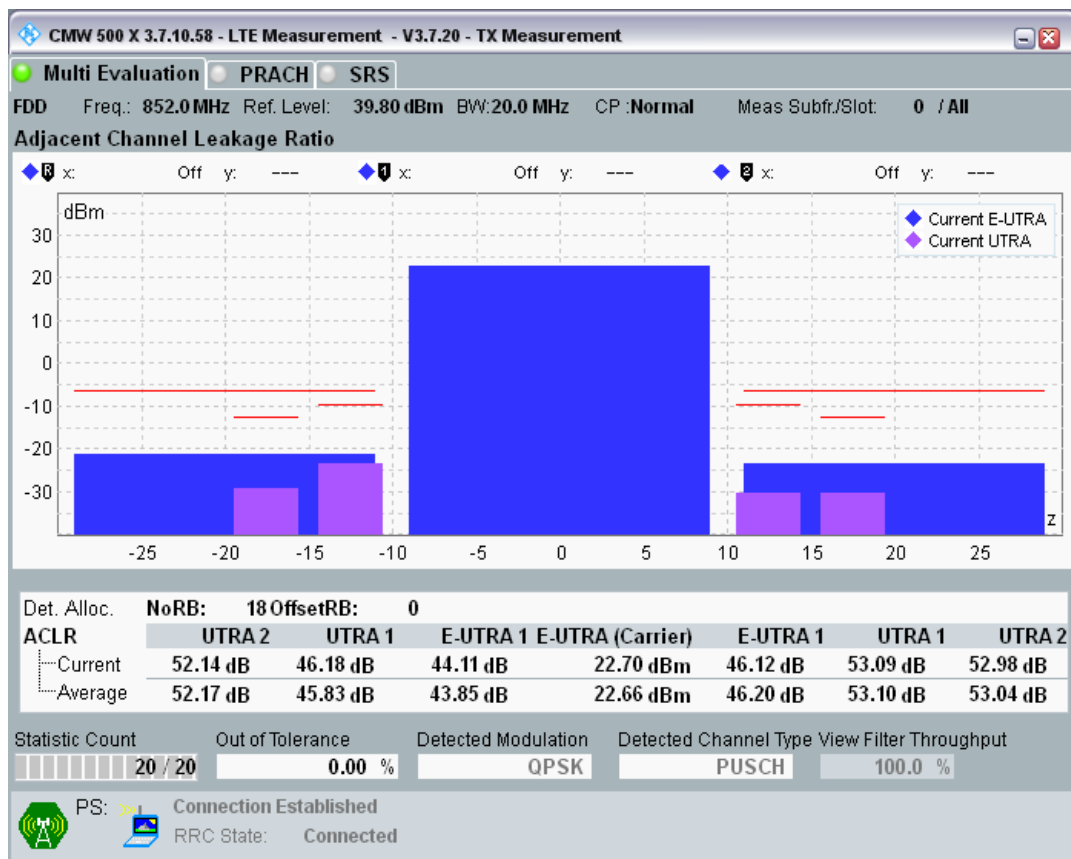 CMW 500 X 3.7.10.58 - LTE Measurement - V3.7.20 - TX Measurement
Multi Evaluation PRACH SRS
FDD Freq.: 852.0 MHz Ref. Level: 39.80 dBm BW:20.0 MHz CP :Normal Meas Subfr./Slot: 0 / All
Adjacent Channel Leakage Ratio
R x: Off y: --- 1 x: Off y: --- 2 x: Off y: ---
dBm
Current E-UTRA
Current UTRA
30
20
10
0
-10
-20
-30
z
-25 -20 -15 -10 -5 0 5 10 15 20 25
Det. Alloc. NoRB: 18 OffsetRB: 0
ACLR UTRA 2 UTRA 1 E-UTRA 1 E-UTRA (Carrier) E-UTRA 1 UTRA 1 UTRA 2
Current 52.14 dB 46.18 dB 44.11 dB 22.70 dBm 46.12 dB 53.09 dB 52.98 dB
Average 52.17 dB 45.83 dB 43.85 dB 22.66 dBm 46.20 dB 53.10 dB 53.04 dB
Statistic Count Out of Tolerance Detected Modulation Detected Channel Type View Filter Throughput
20 / 20 0.00 % QPSK PUSCH 100.0 %
PS: Connection Established
RRC State: Connected